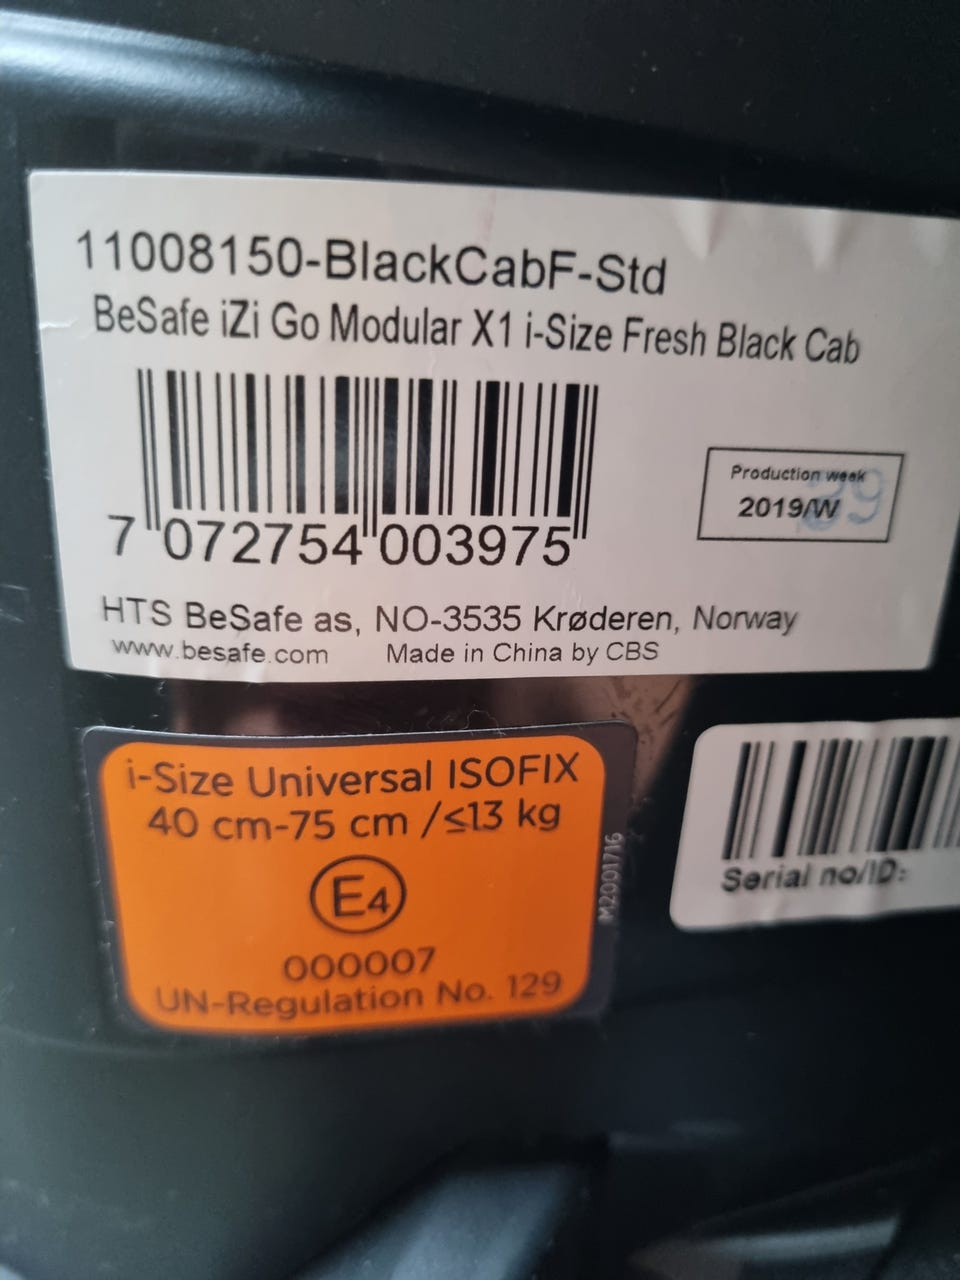 11008150-BlackCabF-Std
BeSafe iZi Go Modular X1 i-Size Fresh Black Cab
7 072754 003975
Production week
2019/W 39
HTS BeSafe as, NO-3535 Krøderen, Norway
www.besafe.com Made in China by CBS
i-Size Universal ISOFIX
40 cm-75 cm /≤13 kg
E4
000007
UN-Regulation No. 129
M2001716
Serial no/ID: